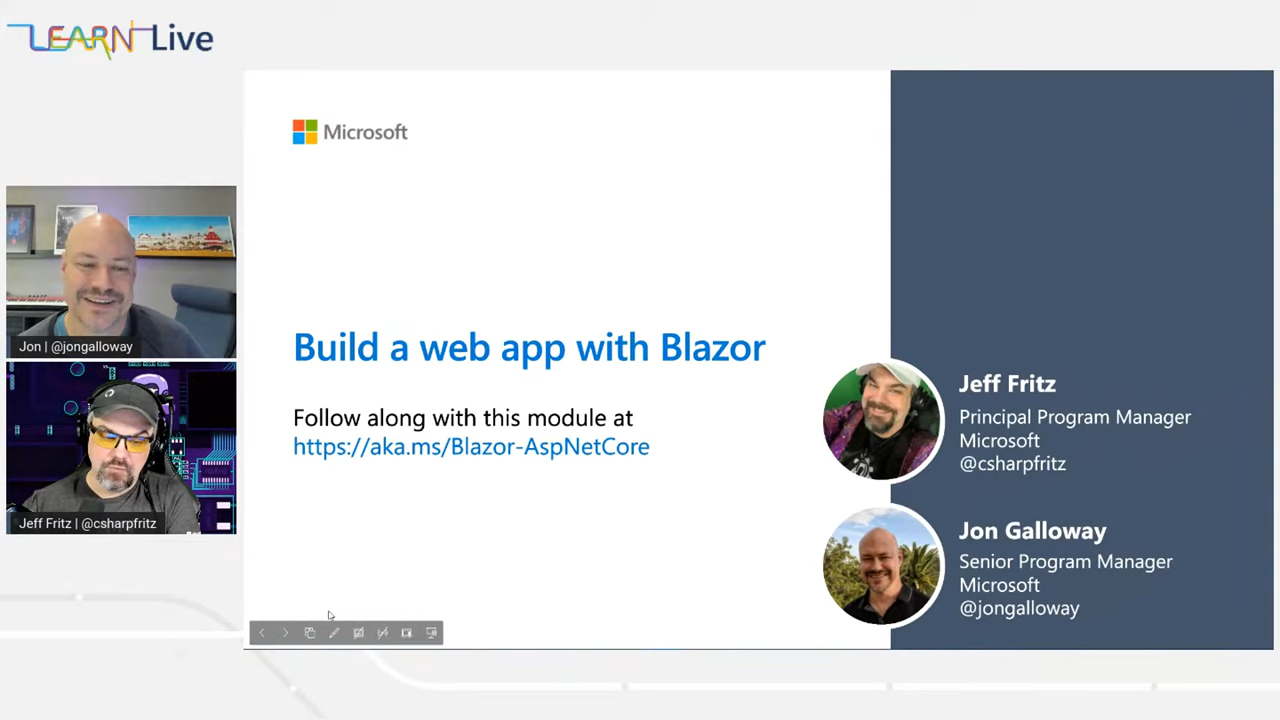 LEARN Live
Microsoft
Build a web app with Blazor
Follow along with this module at
https://aka.ms/Blazor-AspNetCore
Jon | @jongalloway
Jeff Fritz | @csharpfritz
Jeff Fritz
Principal Program Manager
Microsoft
@csharpfritz
Jon Galloway
Senior Program Manager
Microsoft
@jongalloway